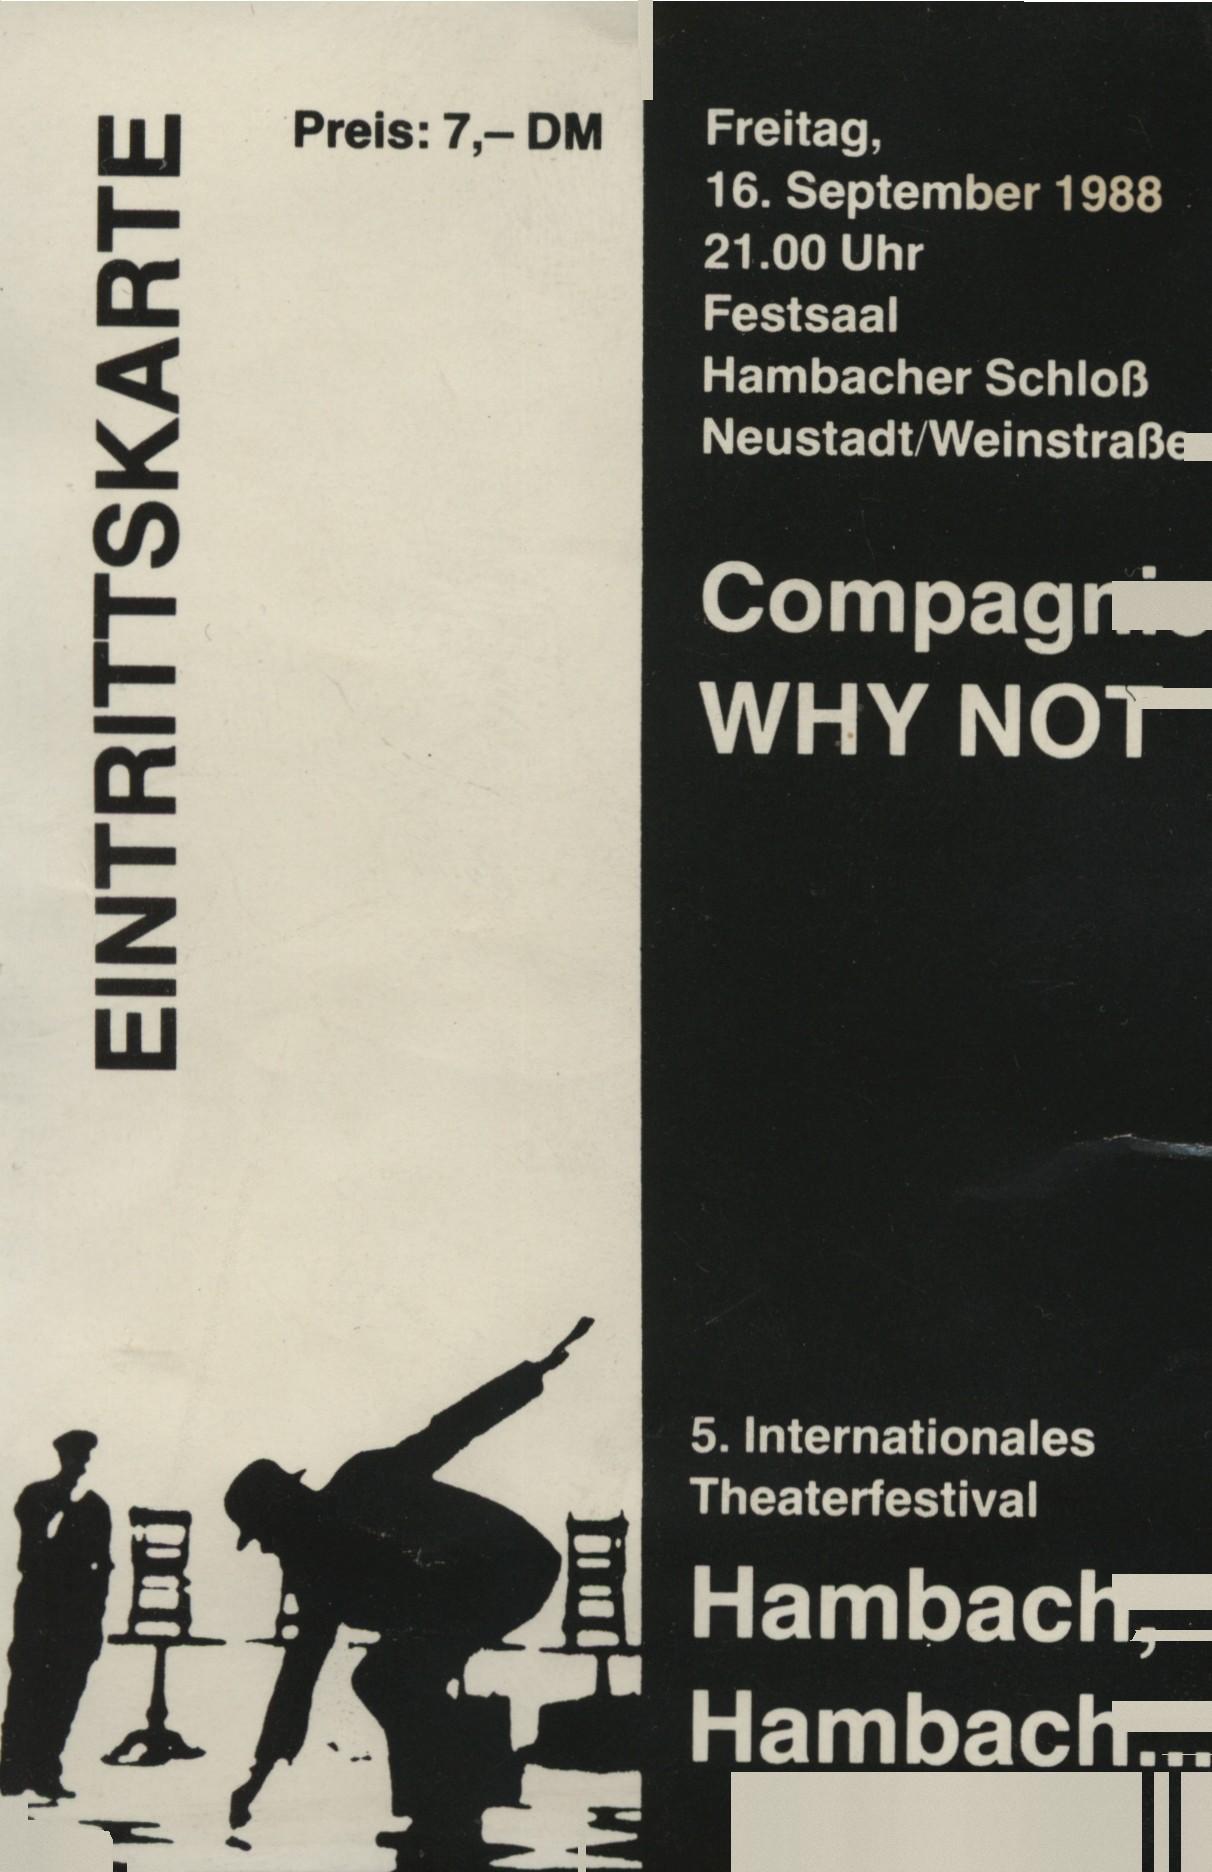 EINTRITTSKARTE
Preis: 7,– DM
Freitag,
16. September 1988
21.00 Uhr
Festsaal
Hambacher Schloß
Neustadt/Weinstraße
Compagnie
WHY NOT
5. Internationales
Theaterfestival
Hambach,
Hambach...